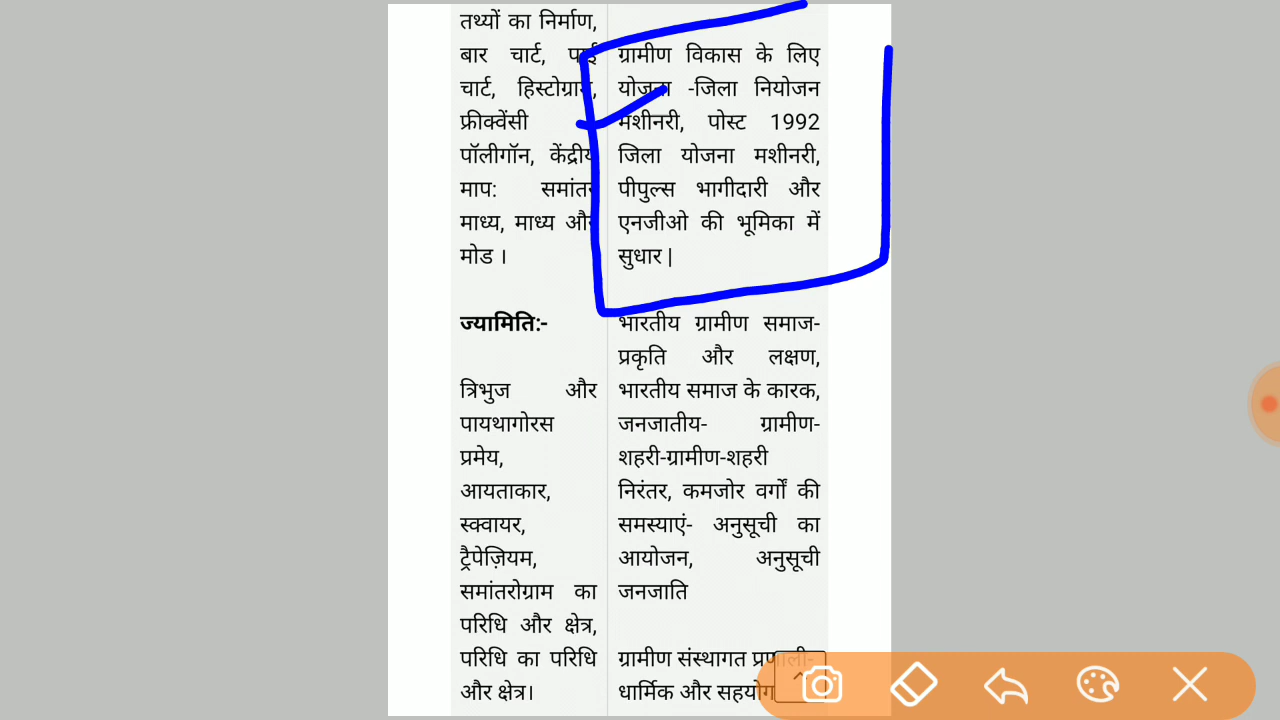 तथ्यों का निर्माण,
बार चार्ट, पाई
चार्ट, हिस्टोग्राम,
फ्रीक्वेंसी
पॉलीगॉन, केंद्रीय
माप: समांतर
माध्य, माध्य और
मोड ।
ज्यामिति:-
त्रिभुज और
पायथागोरस
प्रमेय,
आयताकार,
स्क्वायर,
ट्रैपेज़ियम,
समांतरोग्राम का
परिधि और क्षेत्र,
परिधि का परिधि
और क्षेत्र।
ग्रामीण विकास के लिए
योजना -जिला नियोजन
मशीनरी, पोस्ट 1992
जिला योजना मशीनरी,
पीपुल्स भागीदारी और
एनजीओ की भूमिका में
सुधार |
भारतीय ग्रामीण समाज-
प्रकृति और लक्षण,
भारतीय समाज के कारक,
जनजातीय- ग्रामीण-
शहरी-ग्रामीण-शहरी
निरंतर, कमजोर वर्गों की
समस्याएं- अनुसूची का
आयोजन, अनुसूची
जनजाति
ग्रामीण संस्थागत प्रणाली-
धार्मिक और सहयोग